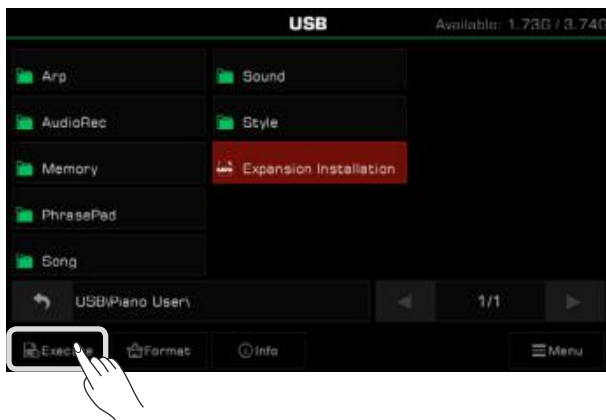 USB
Available: 1.73G / 3.74G
Arp
Sound
AudioRec
Style
Memory
Expansion Installation
PhrasePad
Song
USB\Piano User\
1/1
Execute
Format
Info
Menu